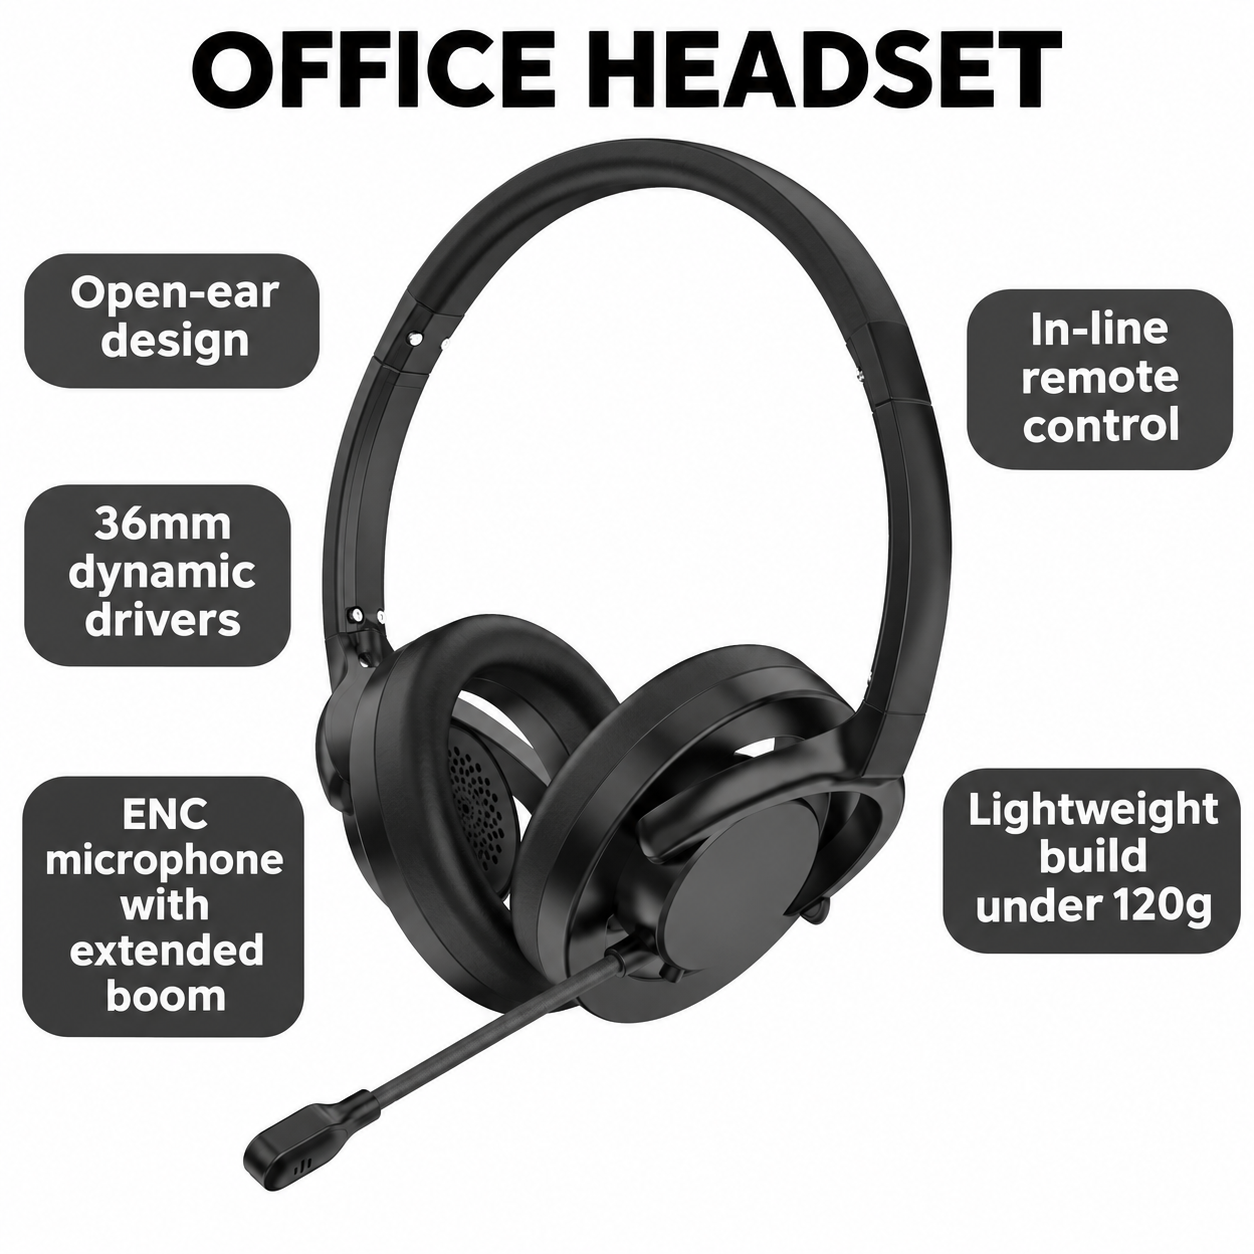 OFFICE HEADSET
Open-ear
design
36mm
dynamic
drivers
ENC
microphone
with
extended
boom
In-line
remote
control
Lightweight
build
under 120g